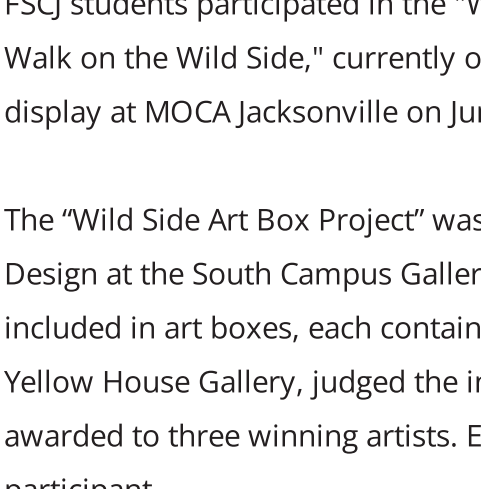 FSCJ students participated in the "
Walk on the Wild Side," currently
display at MOCA Jacksonville on

The “Wild Side Art Box Project” was
Design at the South Campus
included in art boxes, each
Yellow House Gallery, judged the
awarded to three winning artists.
participant